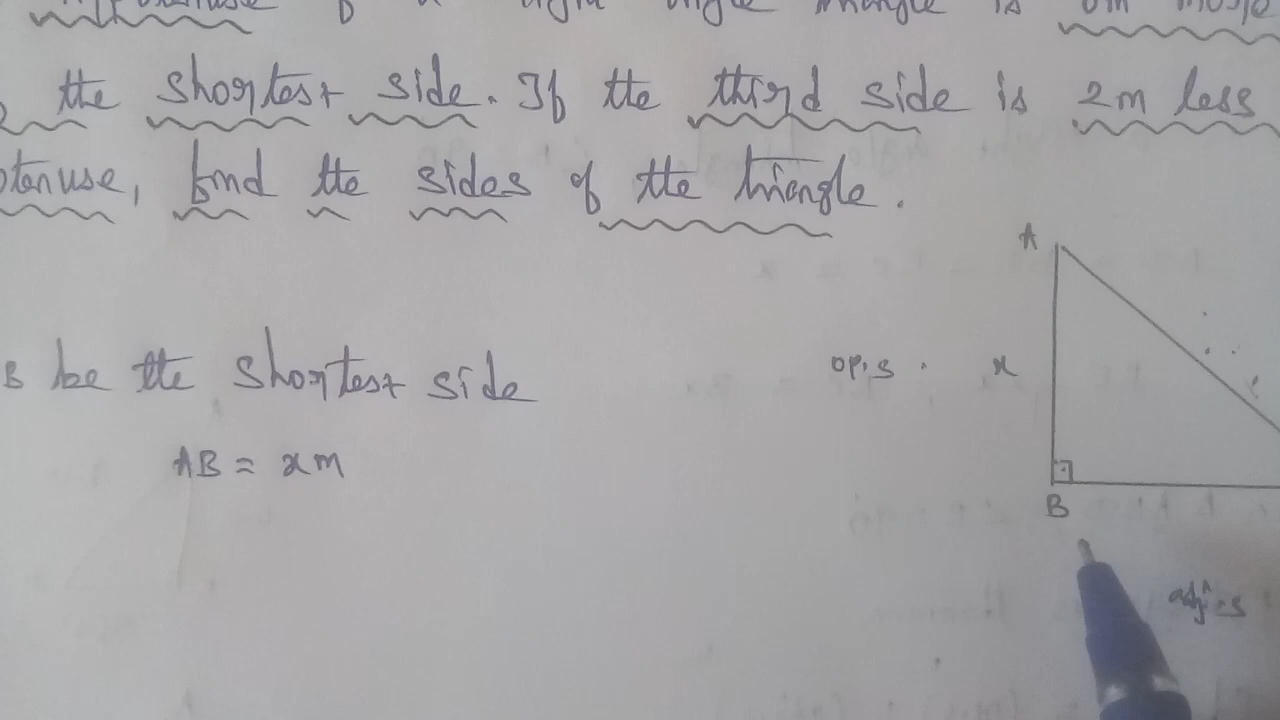 the shortest side. If the third side is 2m less
find the sides of the triangle.
A
be the shortest side
op.s . x
AB = xm
B
adj.s